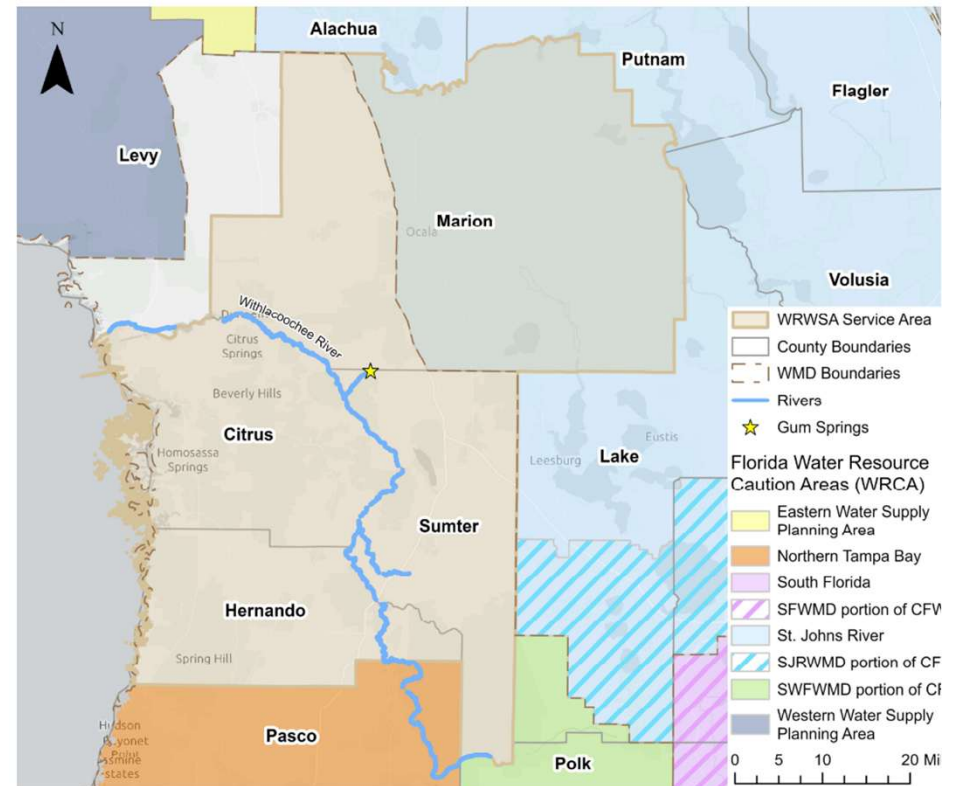 N
Alachua
Putnam
Flagler
Levy
Marion
Ocala
Volusia
Withlacoochee River
Citrus
Springs
Beverly Hills
Citrus
Homosassa
Springs
Eustis
Leesburg
Lake
Sumter
Hernando
Spring Hill
Pasco
Hudson
Polk
WRWSA Service Area
County Boundaries
WMD Boundaries
Rivers
Gum Springs
Florida Water Resource
Caution Areas (WRCA)
Eastern Water Supply
Planning Area
Northern Tampa Bay
South Florida
SFWMD portion of CFW
St. Johns River
SJRWMD portion of CF
SWFWMD portion of CF
Western Water Supply
Planning Area
0 5 10 20 Mi